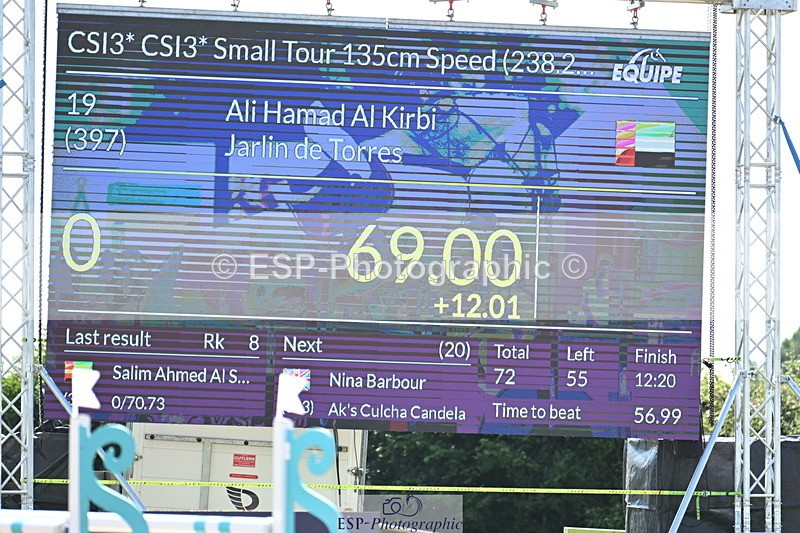 CSI3* CSI3* Small Tour 135cm Speed (238.2...
EQUIPE
19
(397)
Ali Hamad Al Kirbi
Jarlin de Torres
0
69.00
+12.01
© ESP-Photographic ©
Last result Rk 8
Salim Ahmed Al S...
0/70.73
Next (20)
Nina Barbour
3) Ak's Culcha Candela
Total Left Finish
72 55 12:20
Time to beat 56.99
CUTLERS
ESP-Photographic